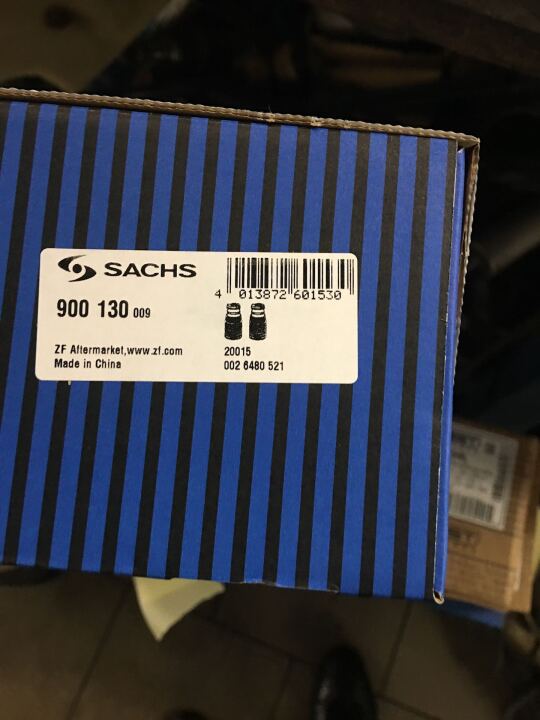 SACHS
4 013872 601530
900 130 009
ZF Aftermarket,www.zf.com
Made in China
20015
002 6480 521